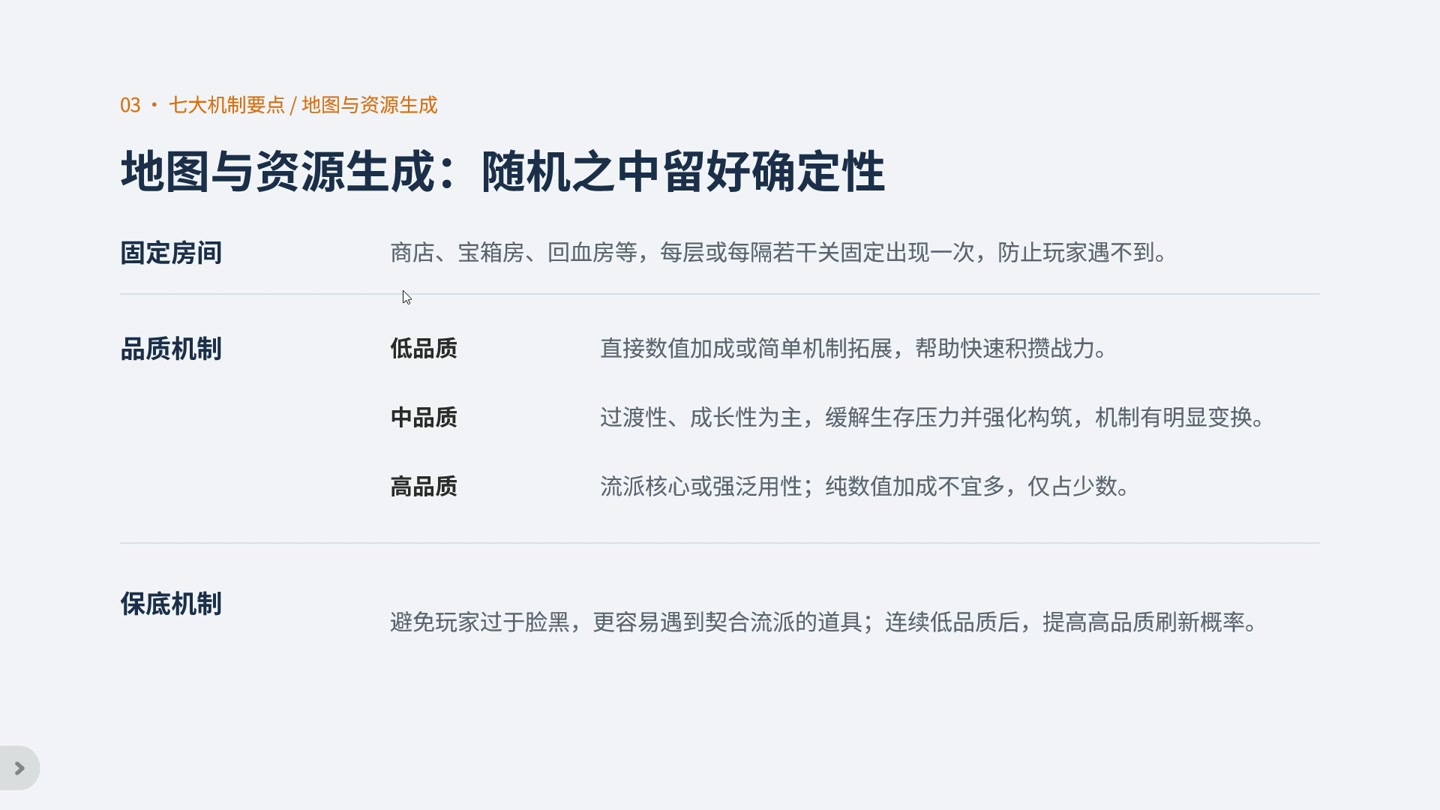 03 · 七大机制要点 / 地图与资源生成
地图与资源生成：随机之中留好确定性
固定房间 商店、宝箱房、回血房等，每层或每隔若干关固定出现一次，防止玩家遇不到。
品质机制 低品质 直接数值加成或简单机制拓展，帮助快速积攒战力。
中品质 过渡性、成长性为主，缓解生存压力并强化构筑，机制有明显变换。
高品质 流派核心或强泛用性；纯数值加成不宜多，仅占少数。
保底机制 避免玩家过于脸黑，更容易遇到契合流派的道具；连续低品质后，提高高品质刷新概率。